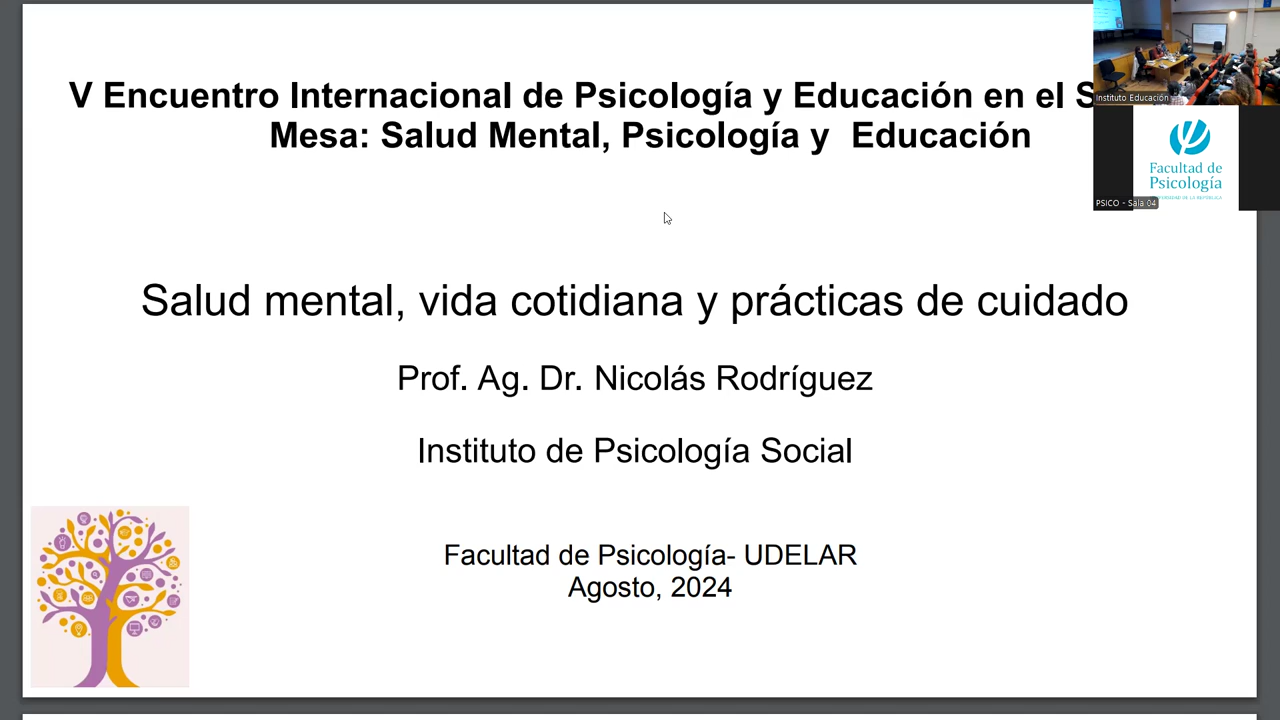 V Encuentro Internacional de Psicología y Educación en el S
Mesa: Salud Mental, Psicología y Educación
Instituto Educación
Facultad de
Psicología
PSICO - Sala 04
Salud mental, vida cotidiana y prácticas de cuidado
Prof. Ag. Dr. Nicolás Rodríguez
Instituto de Psicología Social
Facultad de Psicología- UDELAR
Agosto, 2024